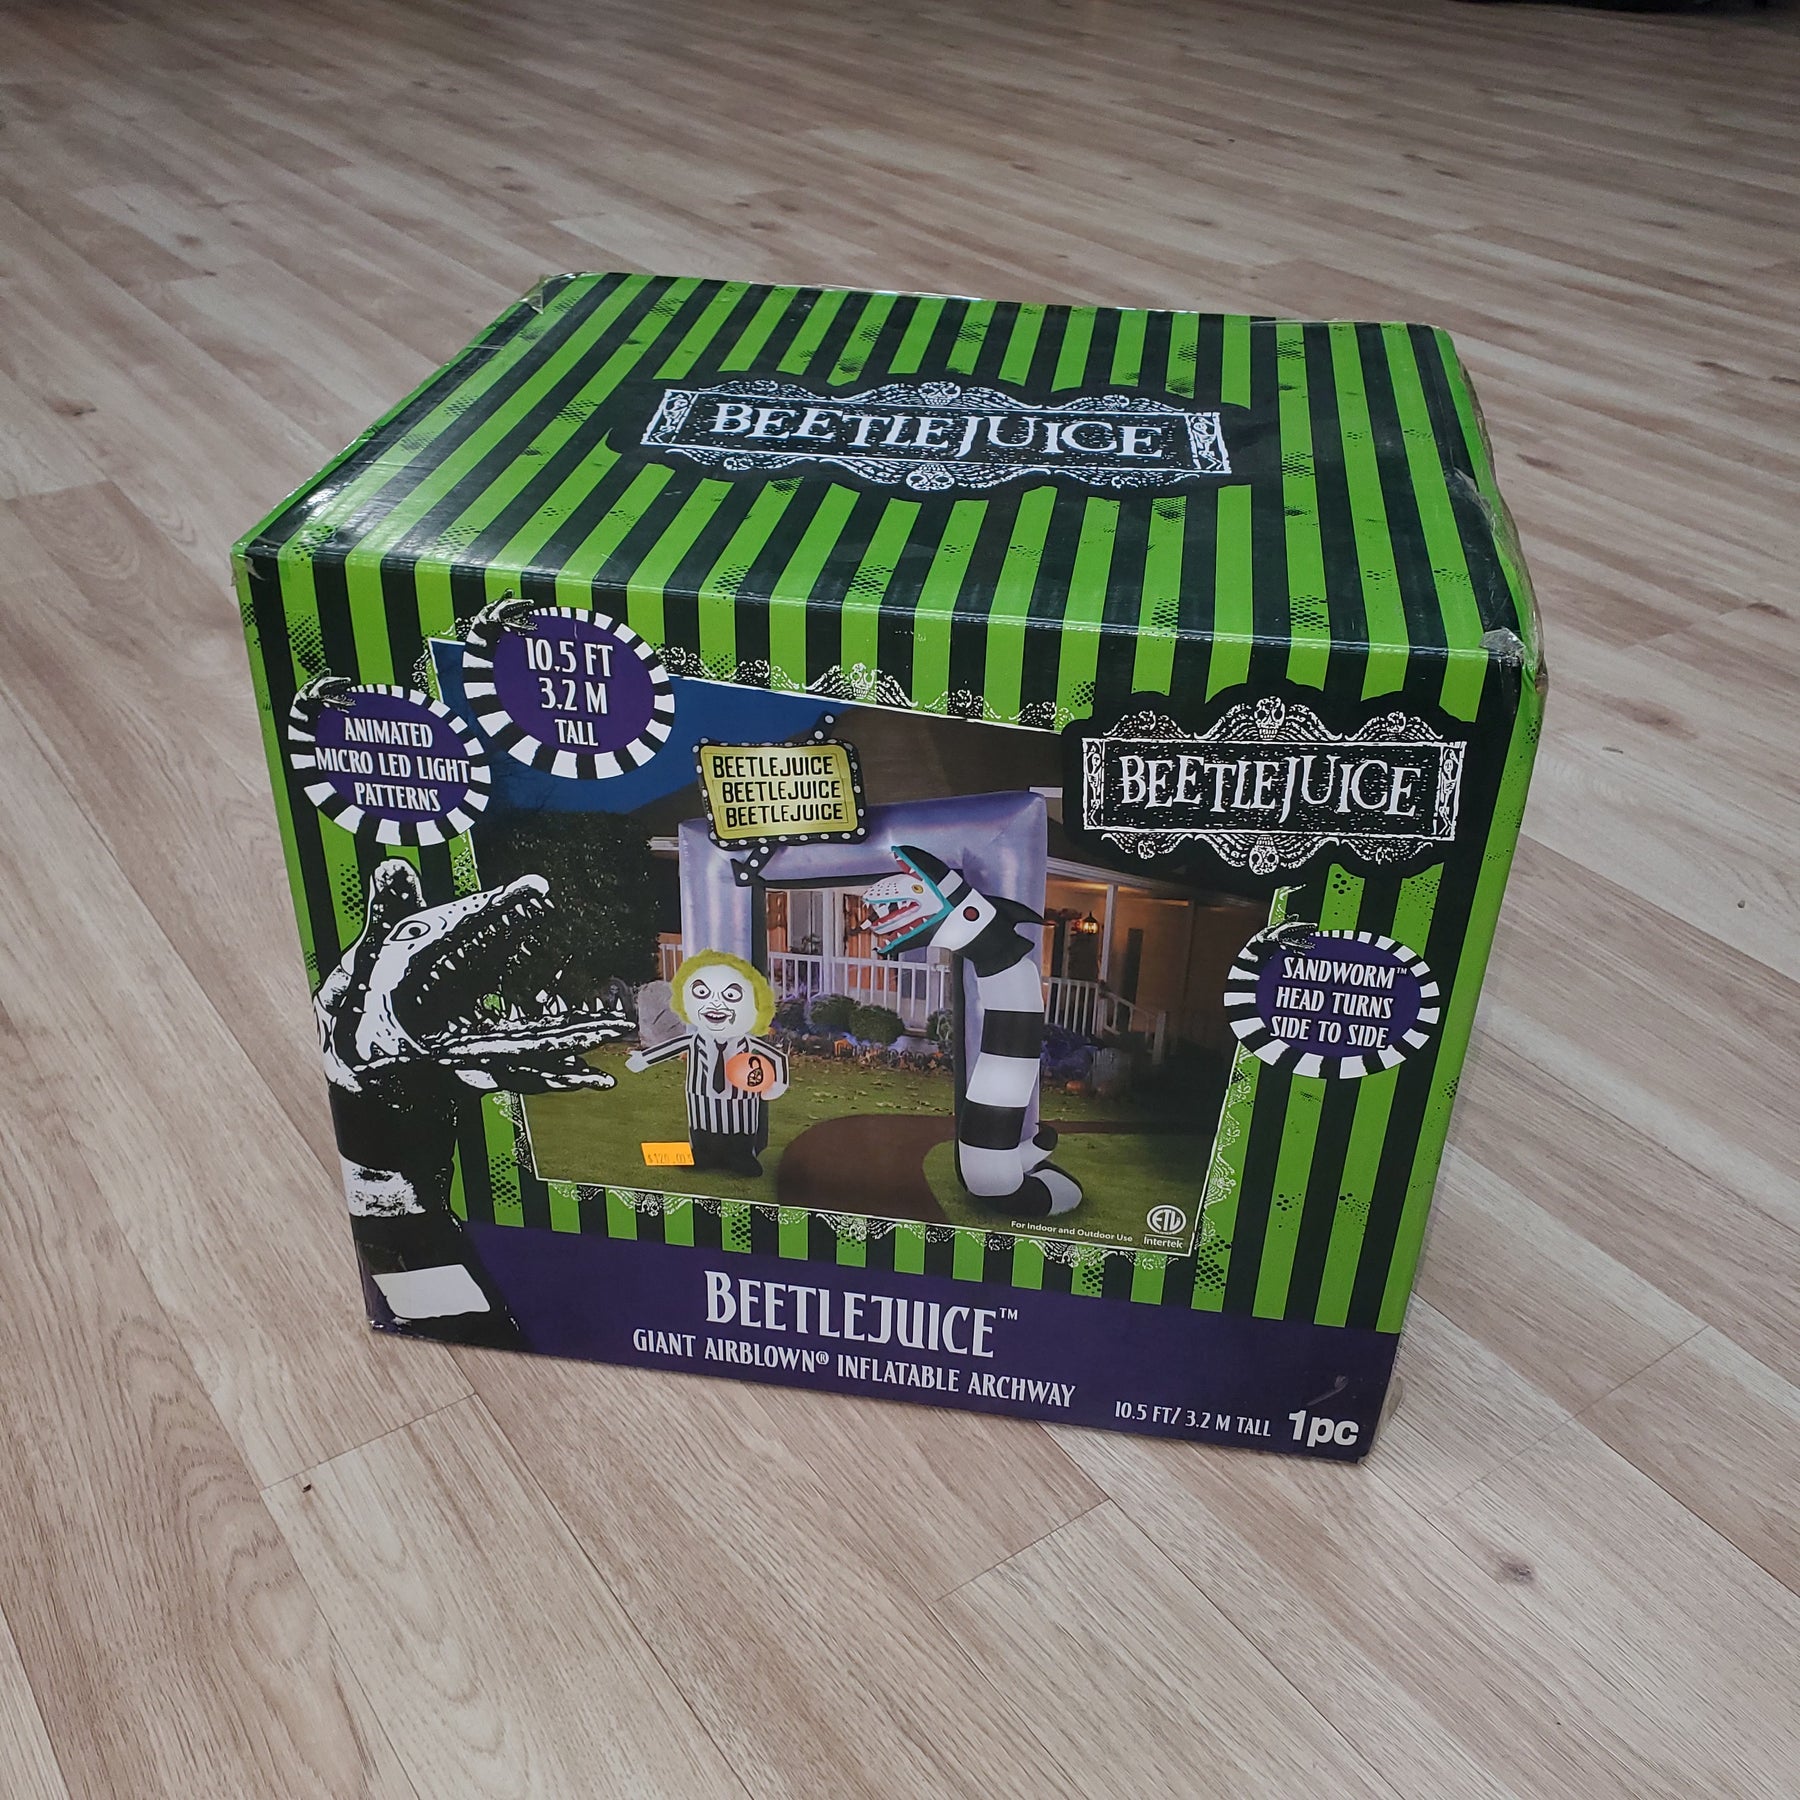 BEETLEJUICE
10.5 FT
3.2 M
TALL
ANIMATED
MICRO LED LIGHT
PATTERNS
BEETLEJUICE
BEETLEJUICE
BEETLEJUICE
BEETLEJUICE
SANDWORM™
HEAD TURNS
SIDE TO SIDE
For Indoor and Outdoor Use
ETL
Intertek
BEETLEJUICE™
GIANT AIRBLOWN® INFLATABLE ARCHWAY
10.5 FT/ 3.2 M TALL 1pc